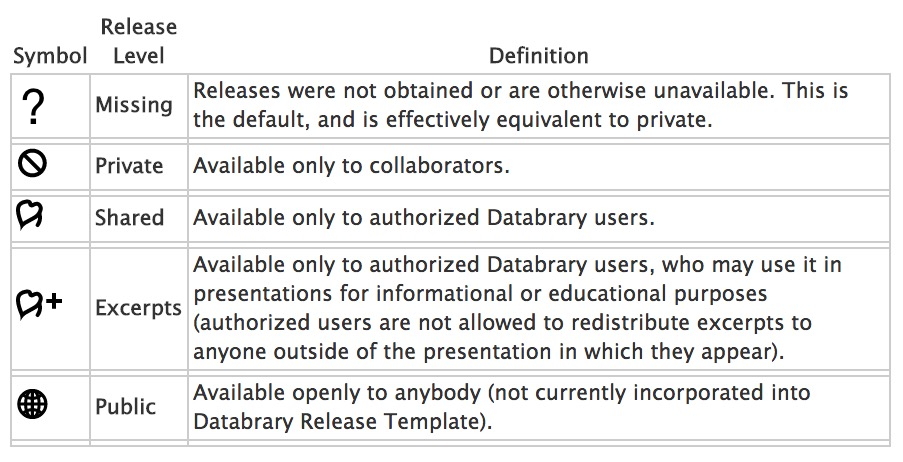 Symbol Release Level Definition
? Missing Releases were not obtained or are otherwise unavailable. This is
the default, and is effectively equivalent to private.
Private Available only to collaborators.
Shared Available only to authorized Databrary users.
Available only to authorized Databrary users, who may use it in
presentations for informational or educational purposes
+ Excerpts (authorized users are not allowed to redistribute excerpts to
anyone outside of the presentation in which they appear).
Public Available openly to anybody (not currently incorporated into
Databrary Release Template).